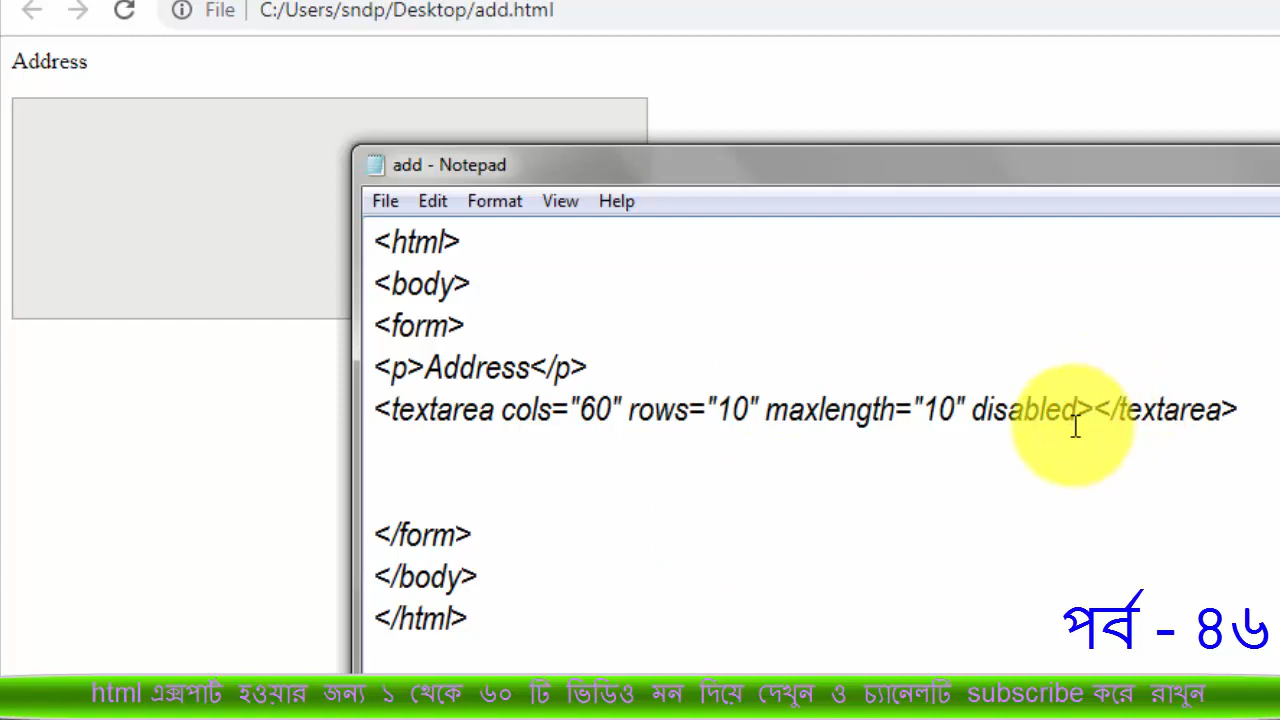 File C:/Users/sndp/Desktop/add.html
Address
add - Notepad
File Edit Format View Help
<html>
<body>
<form>
<p>Address</p>
<textarea cols="60" rows="10" maxlength="10" disabled></textarea>
</form>
</body>
</html>
পর্ব - ৪৬
html এক্সপার্ট হওয়ার জন্য ১ থেকে ৬০ টি ভিডিও মন দিয়ে দেখুন ও চ্যানেলটি subscribe করে রাখুন